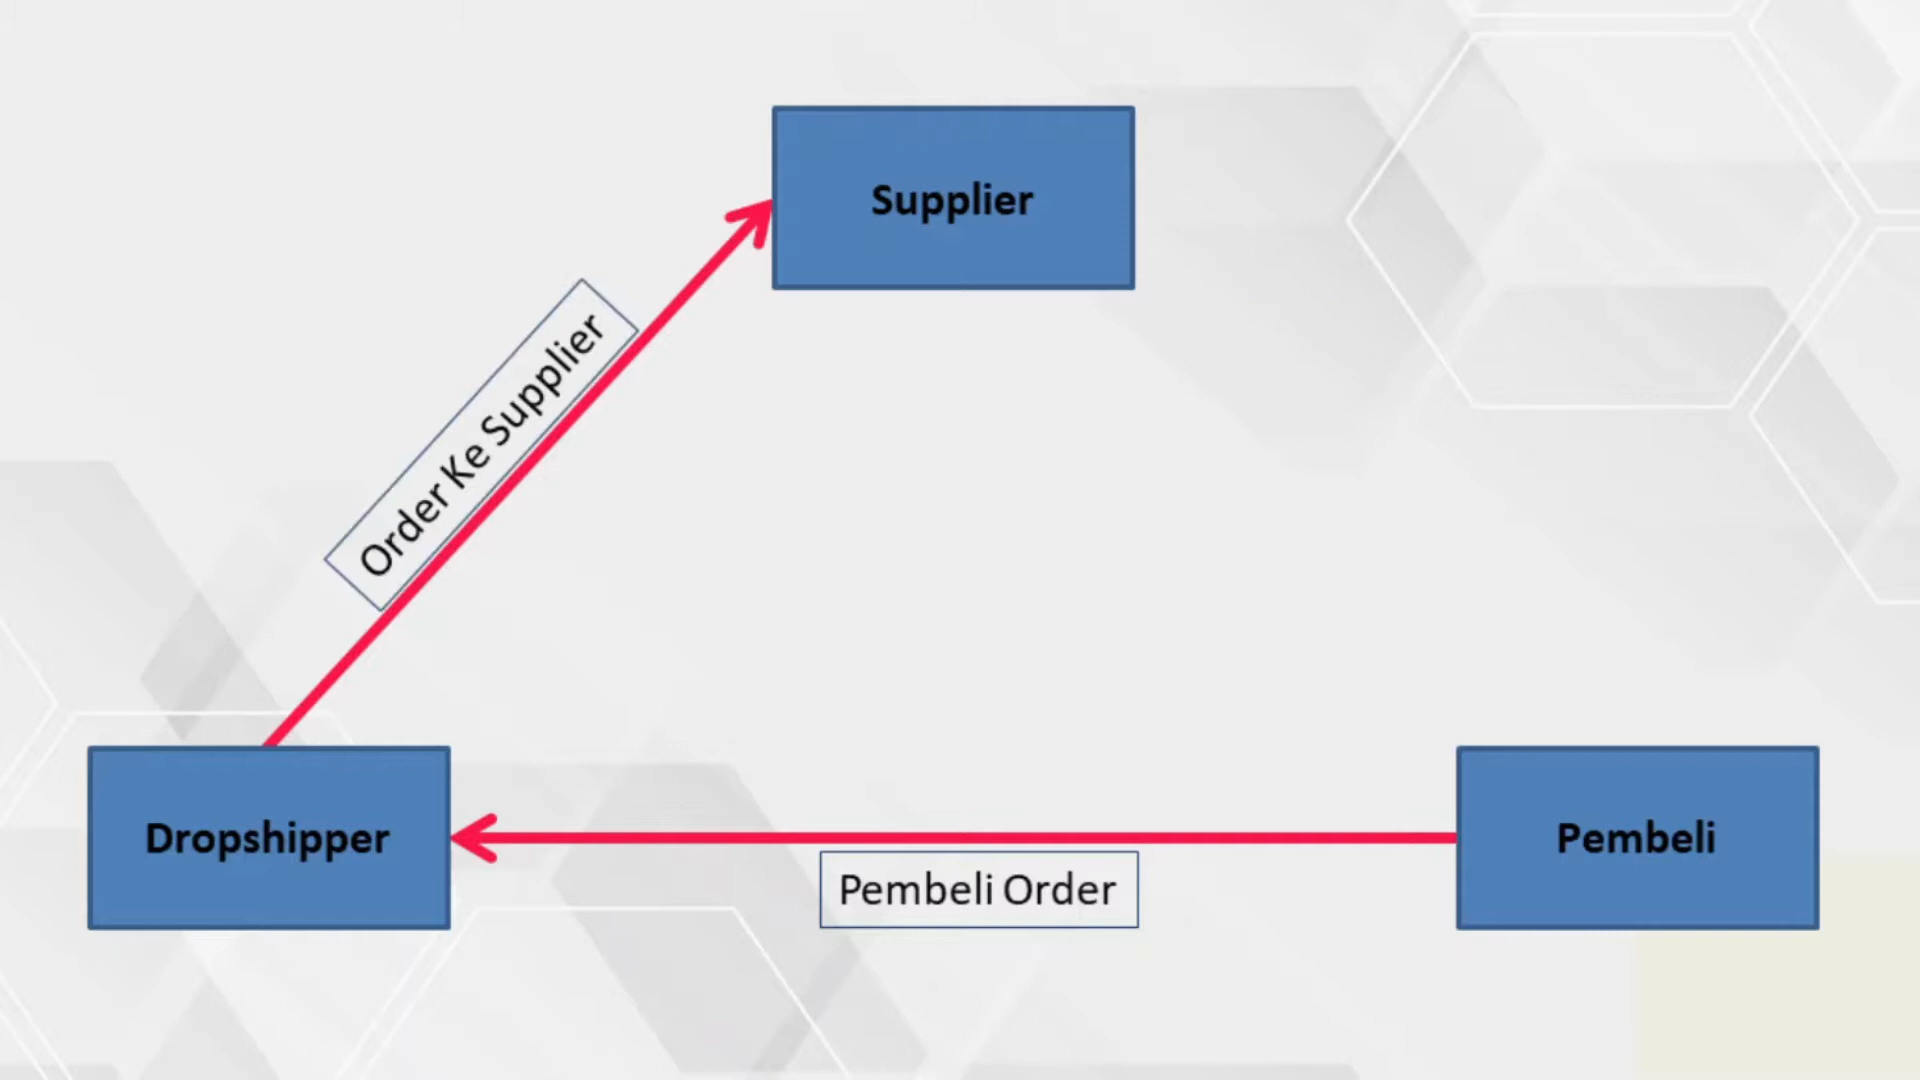 Supplier
Order Ke Supplier
Dropshipper
Pembeli Order
Pembeli